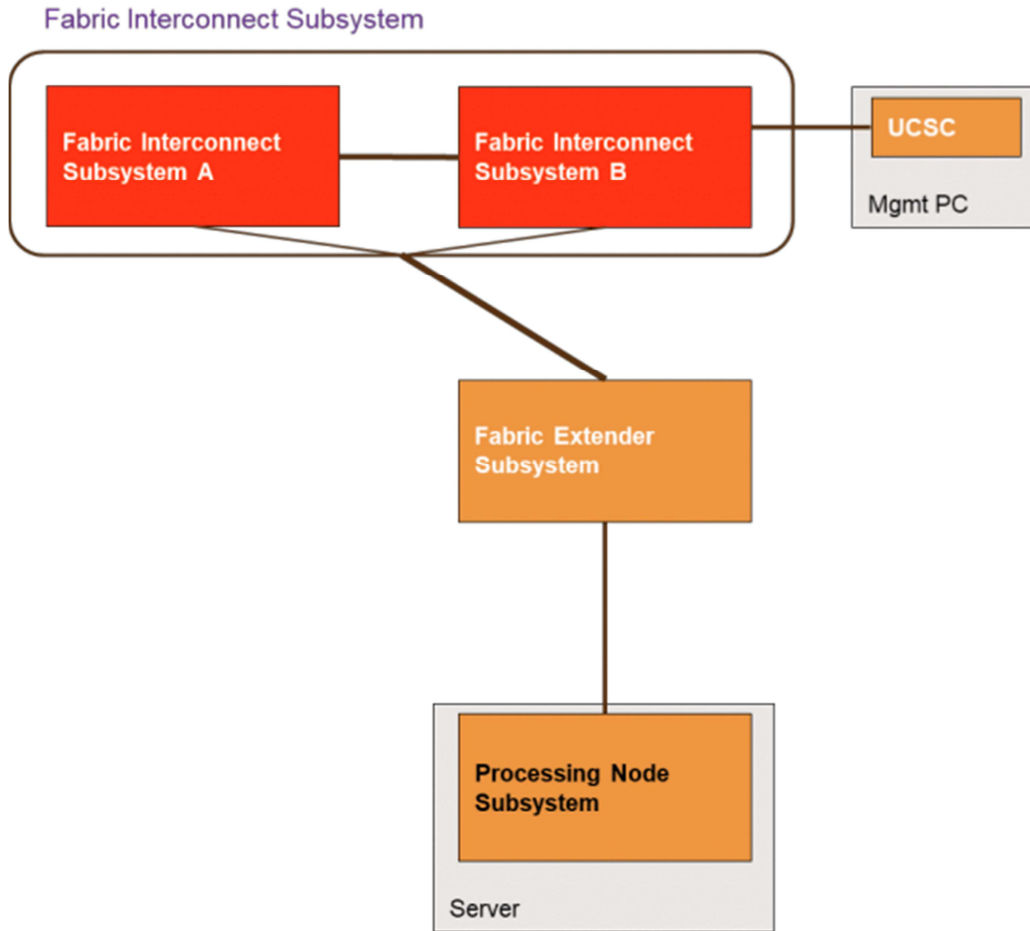 Fabric Interconnect Subsystem
Fabric Interconnect
Subsystem A
Fabric Interconnect
Subsystem B
UCSC
Mgmt PC
Fabric Extender
Subsystem
Processing Node
Subsystem
Server